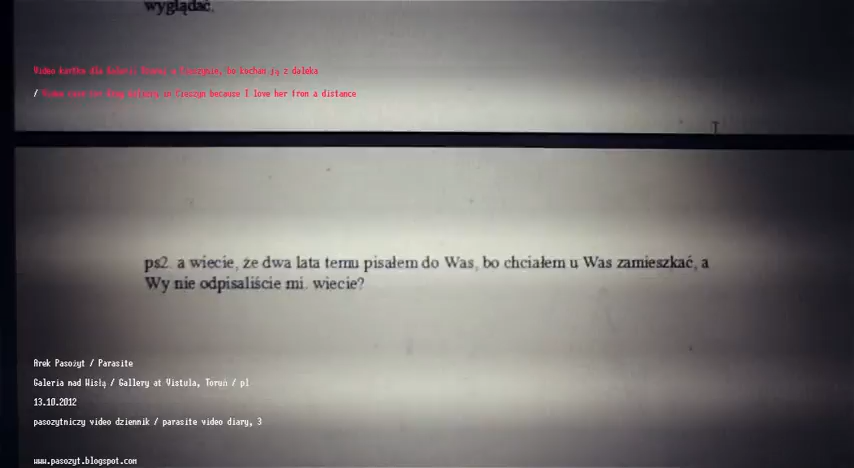 wyglądać.
Video kartka dla Galerii w Cieszynie, bo kocham ją z daleka
/ Video card for gallery in Cieszyn because I love her from a distance
ps2. a wiecie, że dwa lata temu pisałem do Was, bo chciałem u Was zamieszkać, a
Wy nie odpisaliście mi. wiecie?
Arek Pasożyt / Parasite
Galeria nad Wisłą / Gallery at Vistula, Toruń / pl
13.10.2012
pasożytniczy video dziennik / parasite video diary, 3
www.pasozyt.blogspot.com